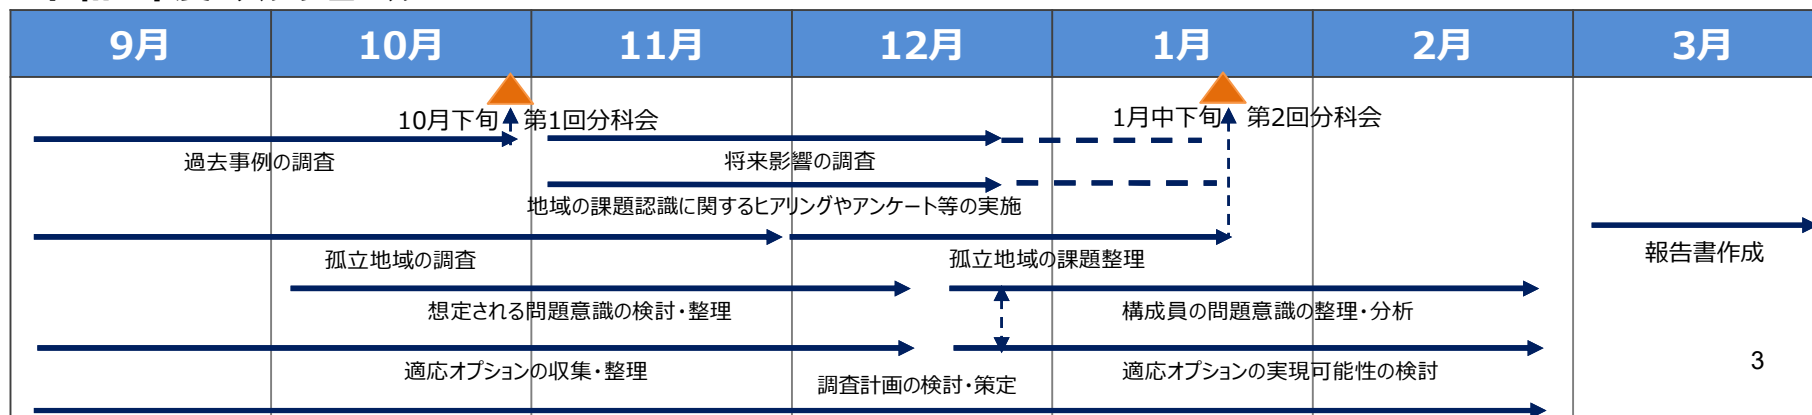 9月
10月
11月
12月
1月
2月
3月
10月下旬 第1回分科会
1月中下旬 第2回分科会
過去事例の調査
将来影響の調査
地域の課題認識に関するヒアリングやアンケート等の実施
孤立地域の調査
孤立地域の課題整理
報告書作成
想定される問題意識の検討・整理
構成員の問題意識の整理・分析
適応オプションの収集・整理
適応オプションの実現可能性の検討
3
調査計画の検討・策定